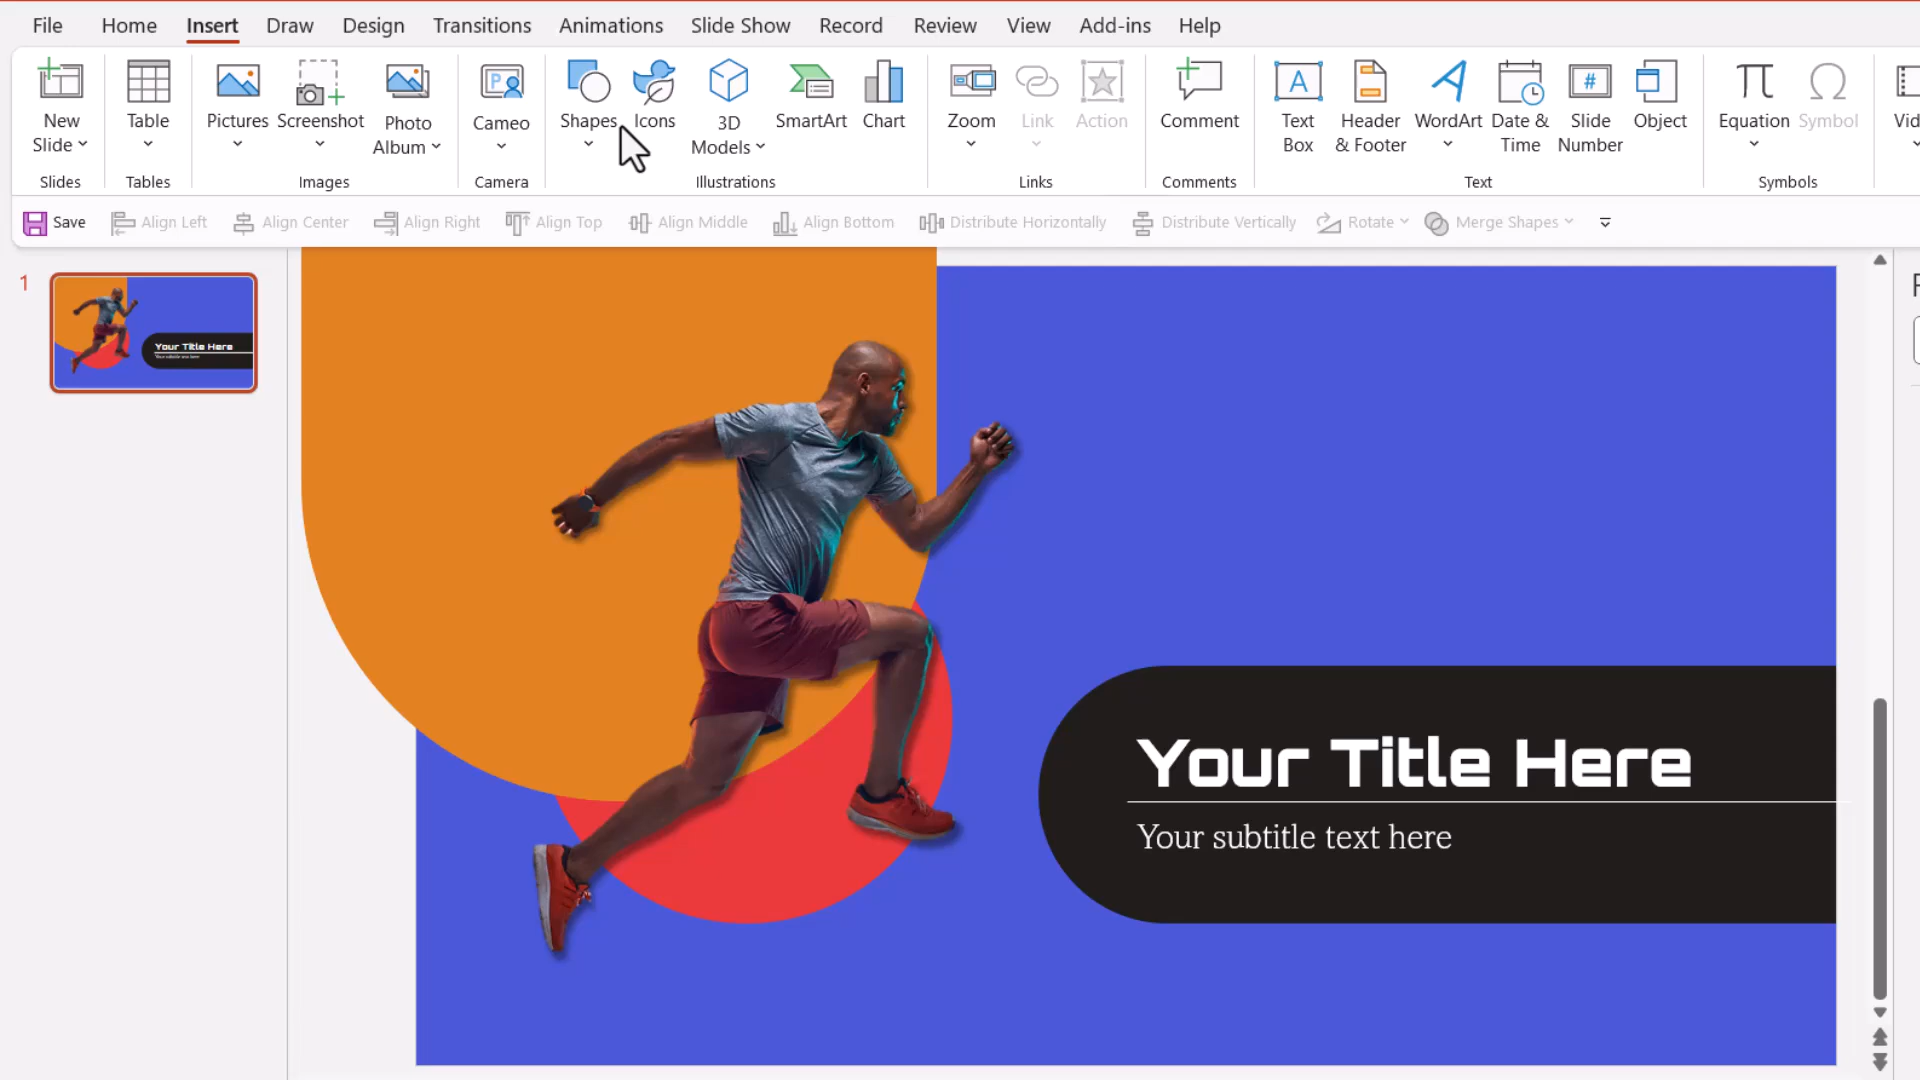 File Home Insert Draw Design Transitions Animations Slide Show Record Review View Add-ins Help
New Slide
Table
Pictures
Screenshot
Photo Album
Cameo
Shapes
Icons
3D Models
SmartArt
Chart
Zoom
Link
Action
Comment
Text Box
Header & Footer
WordArt
Date & Time
Slide Number
Object
Equation
Symbol
Slides Tables Images Camera Illustrations Links Comments Text Symbols
Save Align Left Align Center Align Right Align Top Align Middle Align Bottom Distribute Horizontally Distribute Vertically Rotate Merge Shapes
1
Your Title Here
Your subtitle text here
Your Title Here
Your subtitle text here